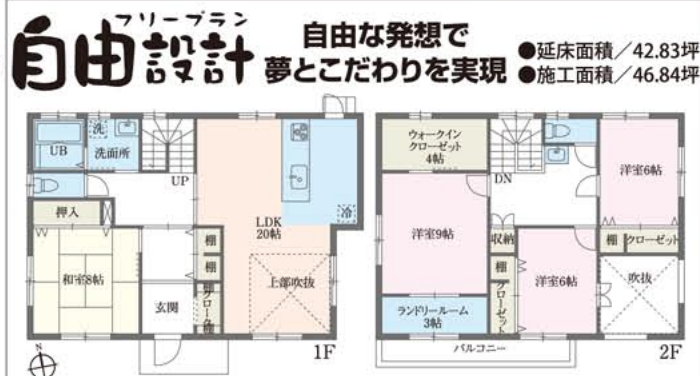 フリープラン
自由設計
自由な発想で
夢とこだわりを実現
●延床面積／42.83坪
●施工面積／46.84坪
UB
洗
洗面所
UP
押入
和室8帖
玄関
棚
棚
LDK
20帖
冷
上部吹抜
1F
N
ウォークイン
クローゼット
4帖
DN
洋室6帖
洋室9帖
収納
棚
クローゼット
棚
クローゼット
洋室6帖
吹抜
ランドリールーム
3帖
バルコニー
2F